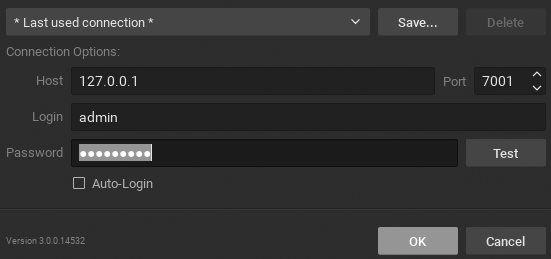 * Last used connection *
Save...
Delete
Connection Options:
Host
127.0.0.1
Port
7001
Login
admin
Password
●●●●●●●●●
Test
Auto-Login
Version 3.0.0.14532
OK
Cancel